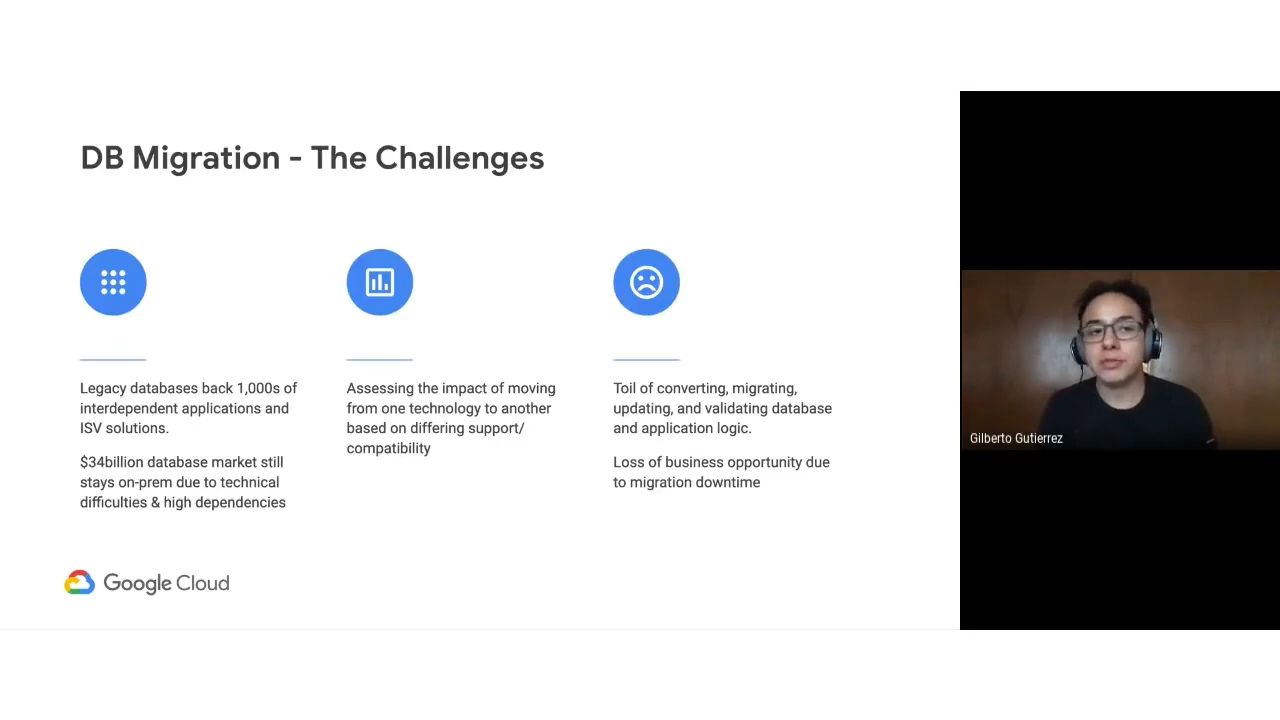 DB Migration - The Challenges
Legacy databases back 1,000s of
interdependent applications and
ISV solutions.
$34billion database market still
stays on-prem due to technical
difficulties & high dependencies
Assessing the impact of moving
from one technology to another
based on differing support/
compatibility
Toil of converting, migrating,
updating, and validating database
and application logic.
Loss of business opportunity due
to migration downtime
Google Cloud
Gilberto Gutierrez